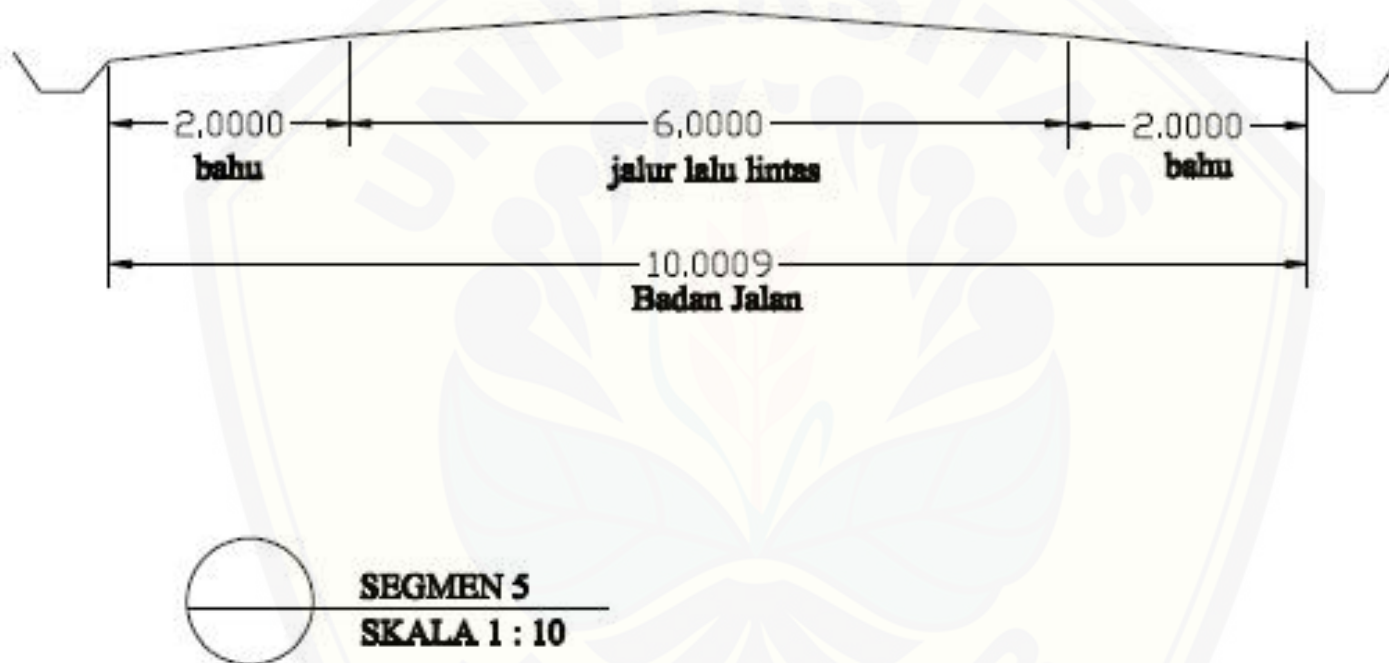 2,0000 6,0000 2.0000
bahu jalur lalu lintas bahu
10.0009
Badan Jalan
UNIVERSITAS
SEGMEN 5
SKALA 1 : 10